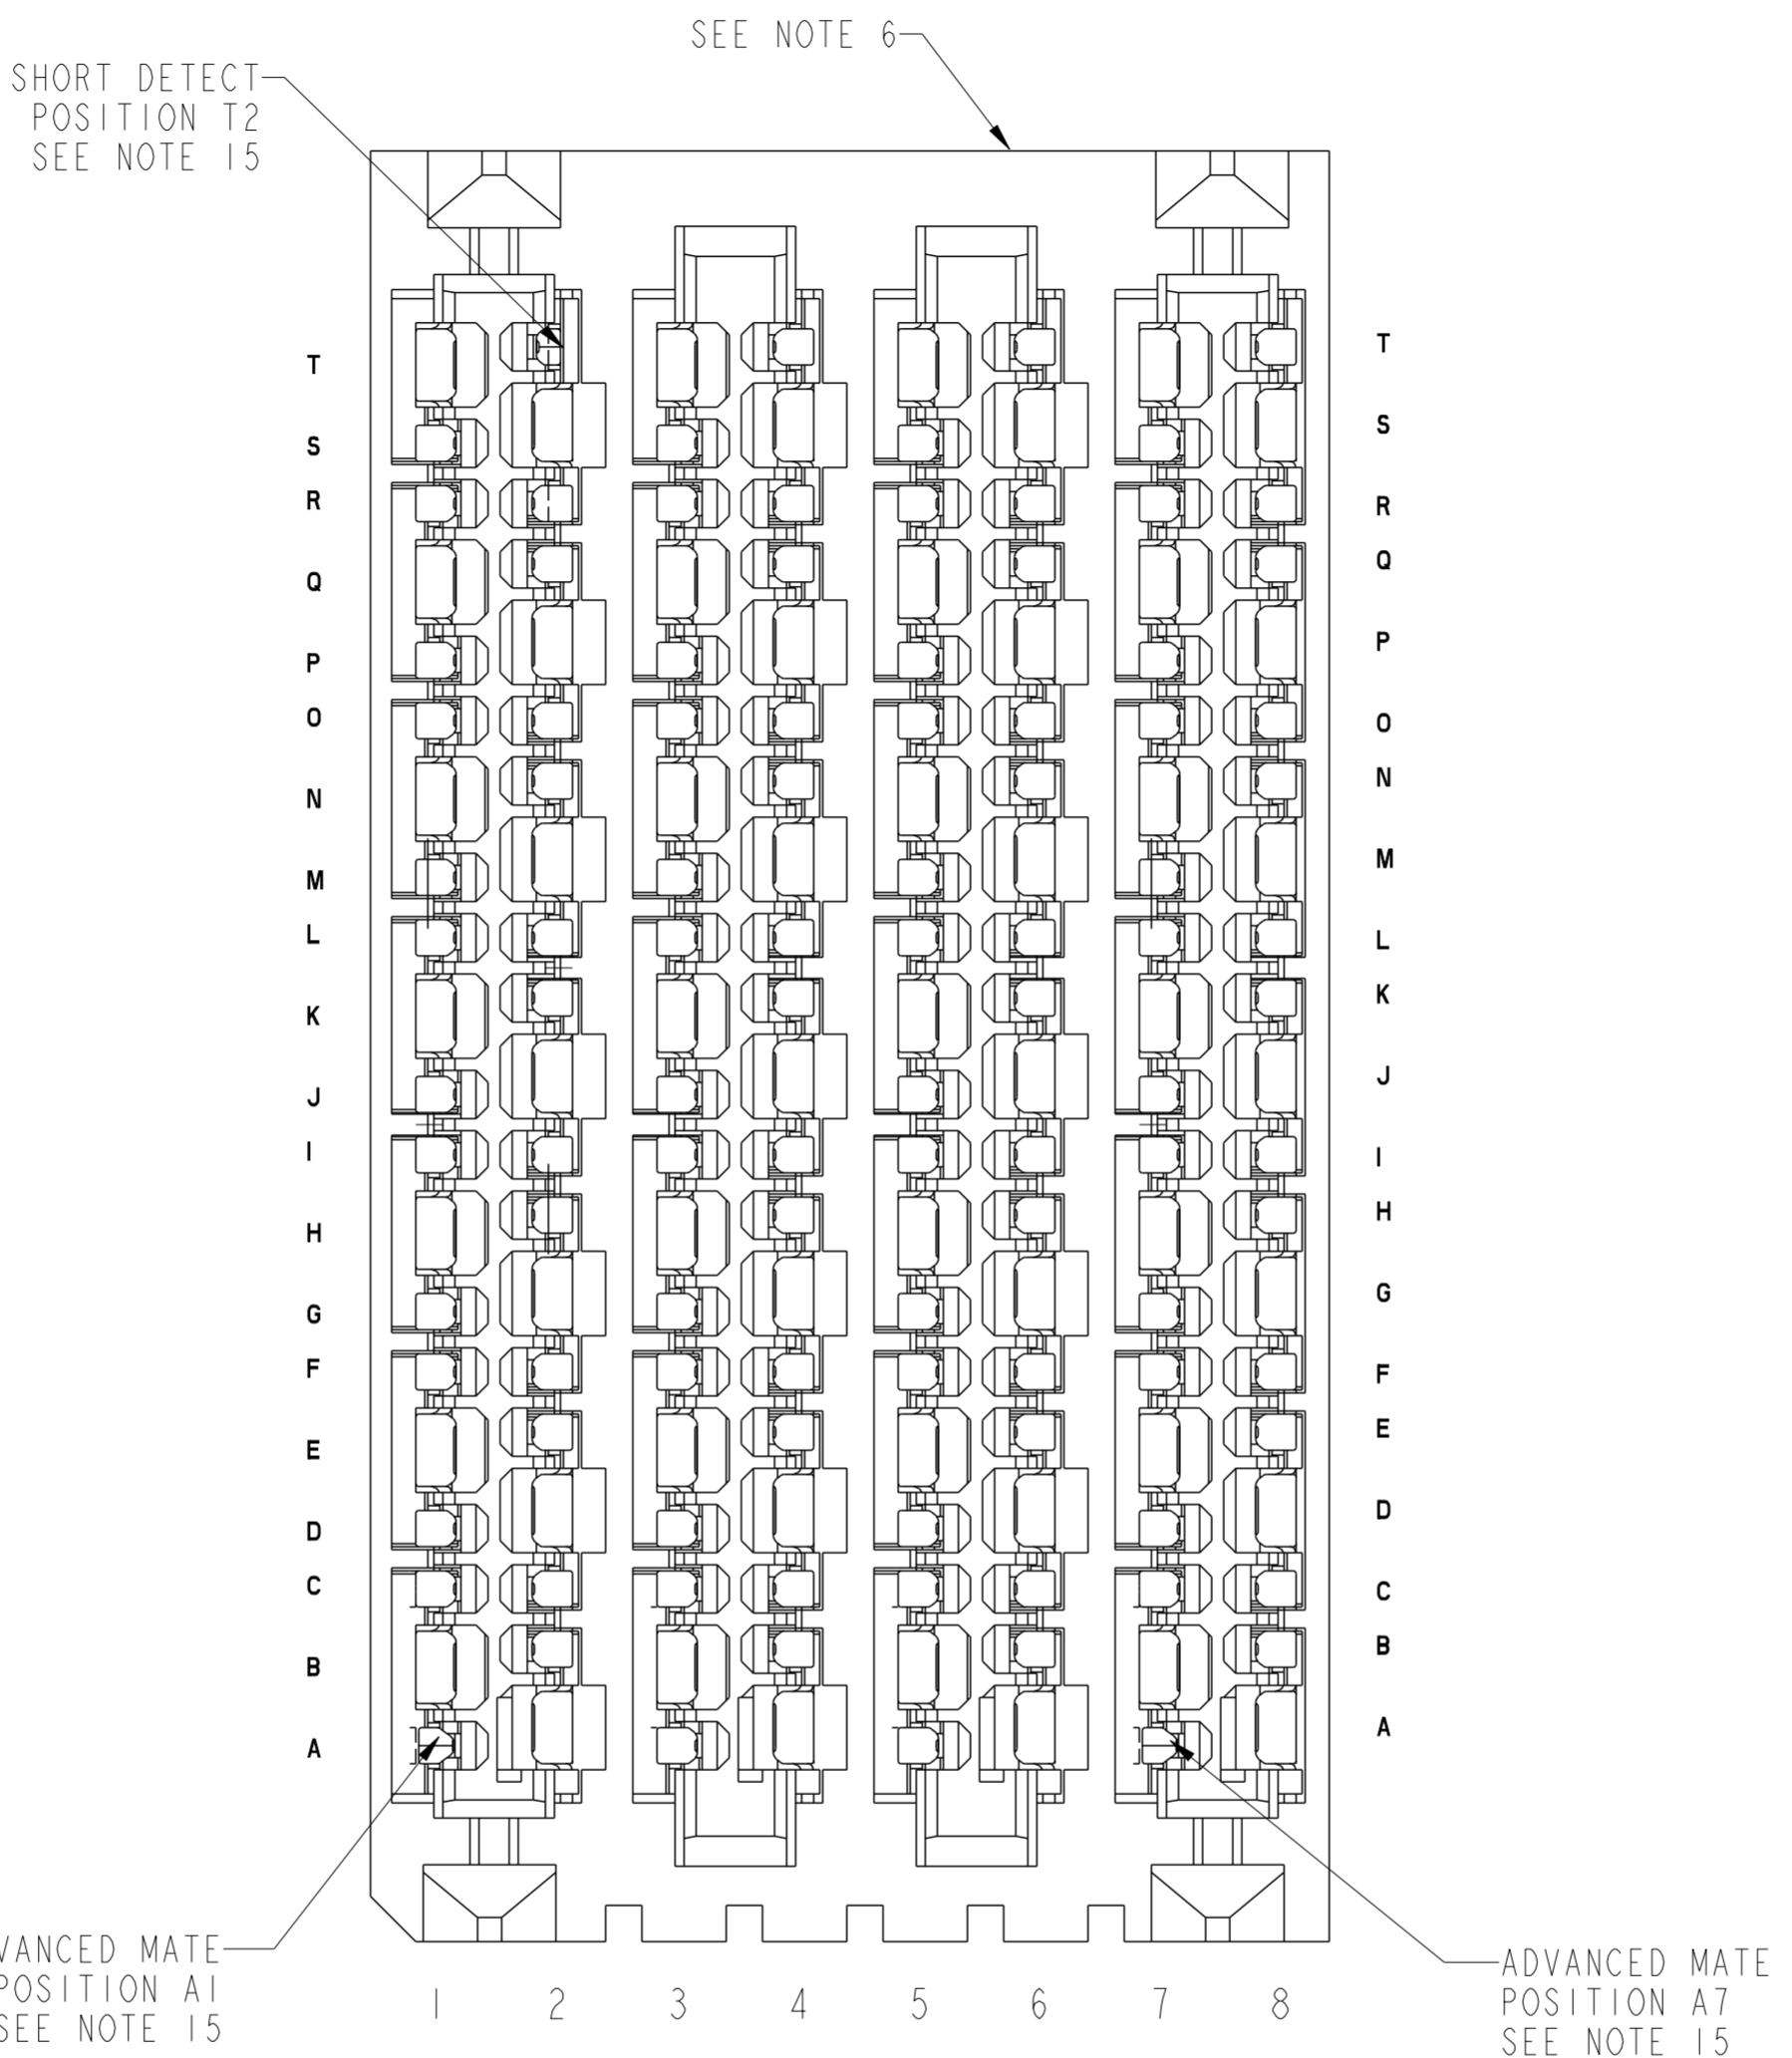 SEE NOTE 6
SHORT DETECT
POSITION T2
SEE NOTE 15
T T
S S
R R
Q Q
P P
O O
N N
M M
L L
K K
J J
I I
H H
G G
F F
E E
D D
C C
B B
A A
VANCED MATE
POSITION A1
SEE NOTE 15
ADVANCED MATE
POSITION A7
SEE NOTE 15
1 2 3 4 5 6 7 8